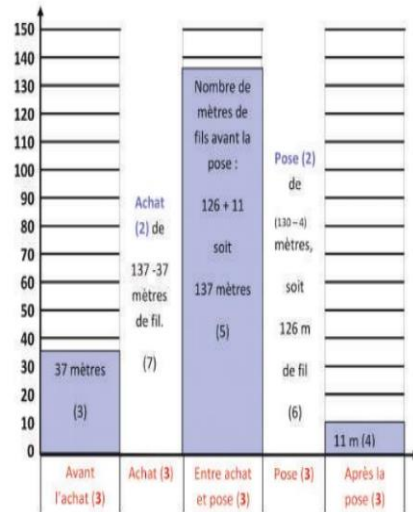 150
140
130
120
110
100
90
80
70
60
50
40
30
20
10
0
37 mètres
(3)
Achat
(2) de
137 -37
mètres
de fil.
(7)
Nombre de
mètres de
fils avant la
pose :
126 + 11
soit
137 mètres
(5)
Pose (2)
de
(130 – 4)
mètres,
soit
126 m
de fil
(6)
11 m (4)
Avant
l'achat (3)
Achat (3)
Entre achat
et pose (3)
Pose (3)
Après la
pose (3)